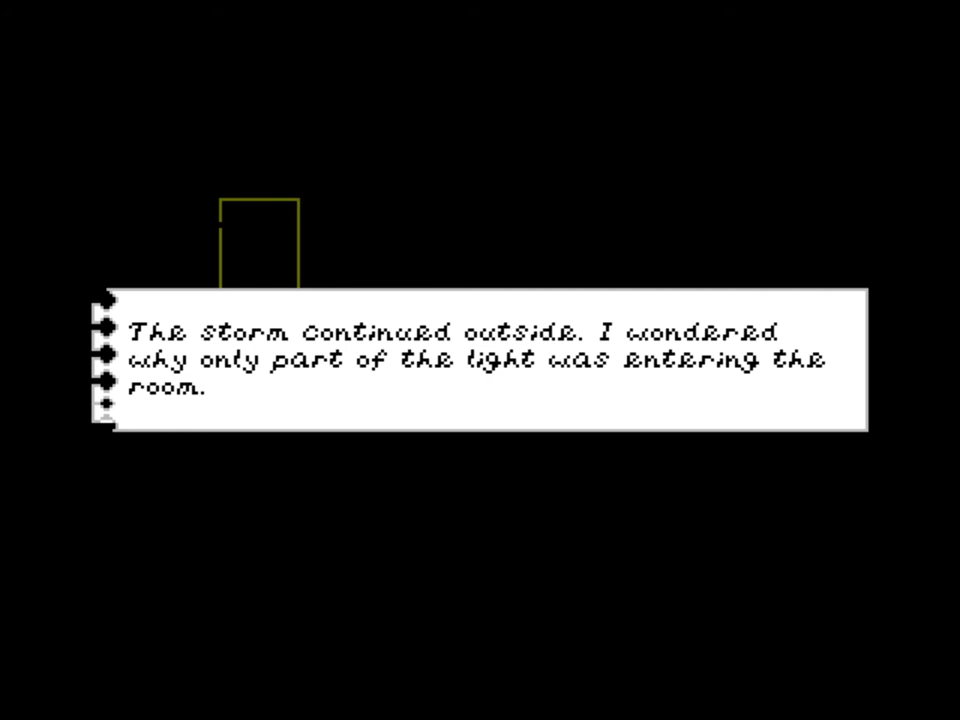 The storm continued outside. I wondered
why only part of the light was entering the
room.